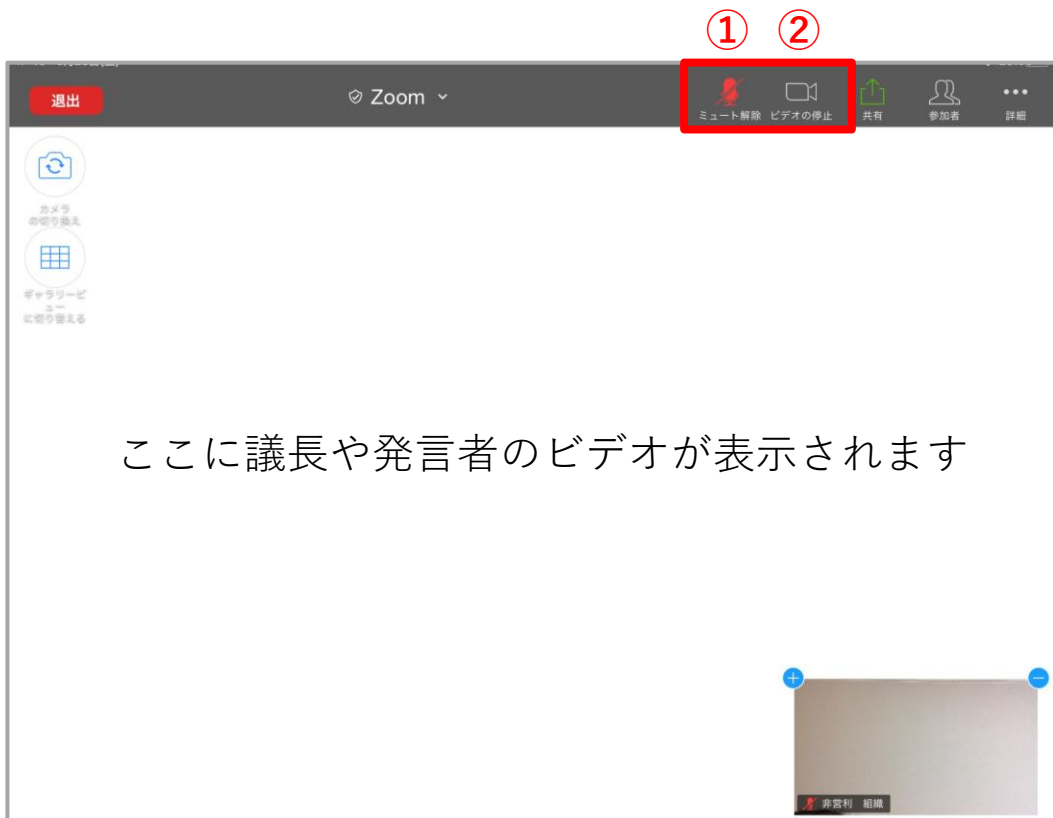 ① ②
退出
Zoom
ミュート解除 ビデオの停止 共有 参加者 詳細
カメラ
の切り換え
ギャラリービ
ュー
に切り替える
ここに議長や発言者のビデオが表示されます
非営利 組織